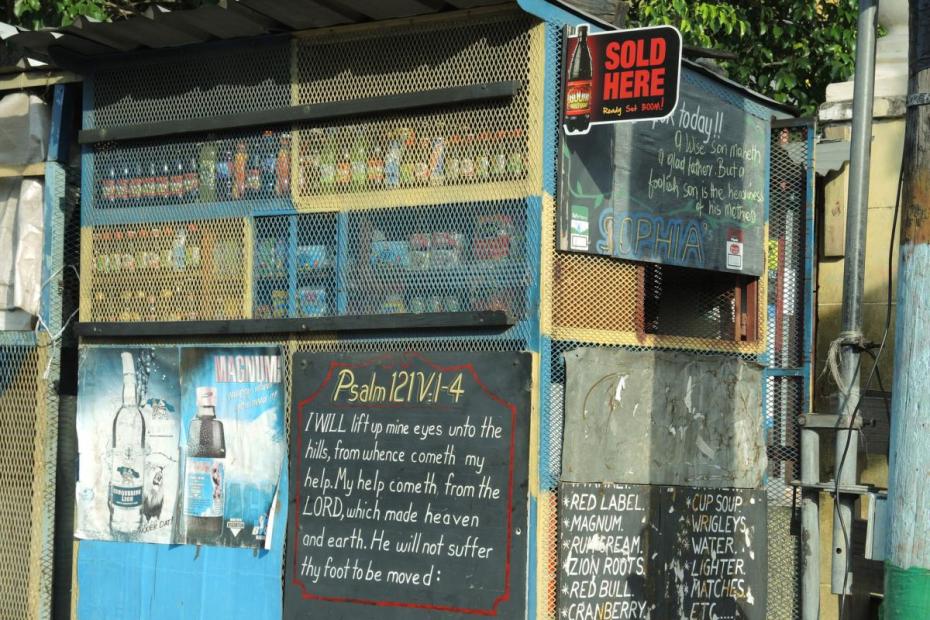 SOLD
HERE
Ready Set BOOM!
today!!
A Wise son maketh
a glad father. But a
foolish son is the heaviness
of his mother
SOPHIA
MAGNUM
Psalm 121 V:1-4
I WILL lift up mine eyes unto the
hills, from whence cometh my
help. My help cometh from the
LORD, which made heaven
and earth. He will not suffer
thy foot to be moved:
*RED LABEL.
*MAGNUM.
*RUM CREAM.
*ZION ROOTS.
*RED BULL.
*CRANBERRY.
*CUP SOUP.
*WRIGLEYS
*WATER.
*LIGHTER.
*MATCHES.
*ETC....